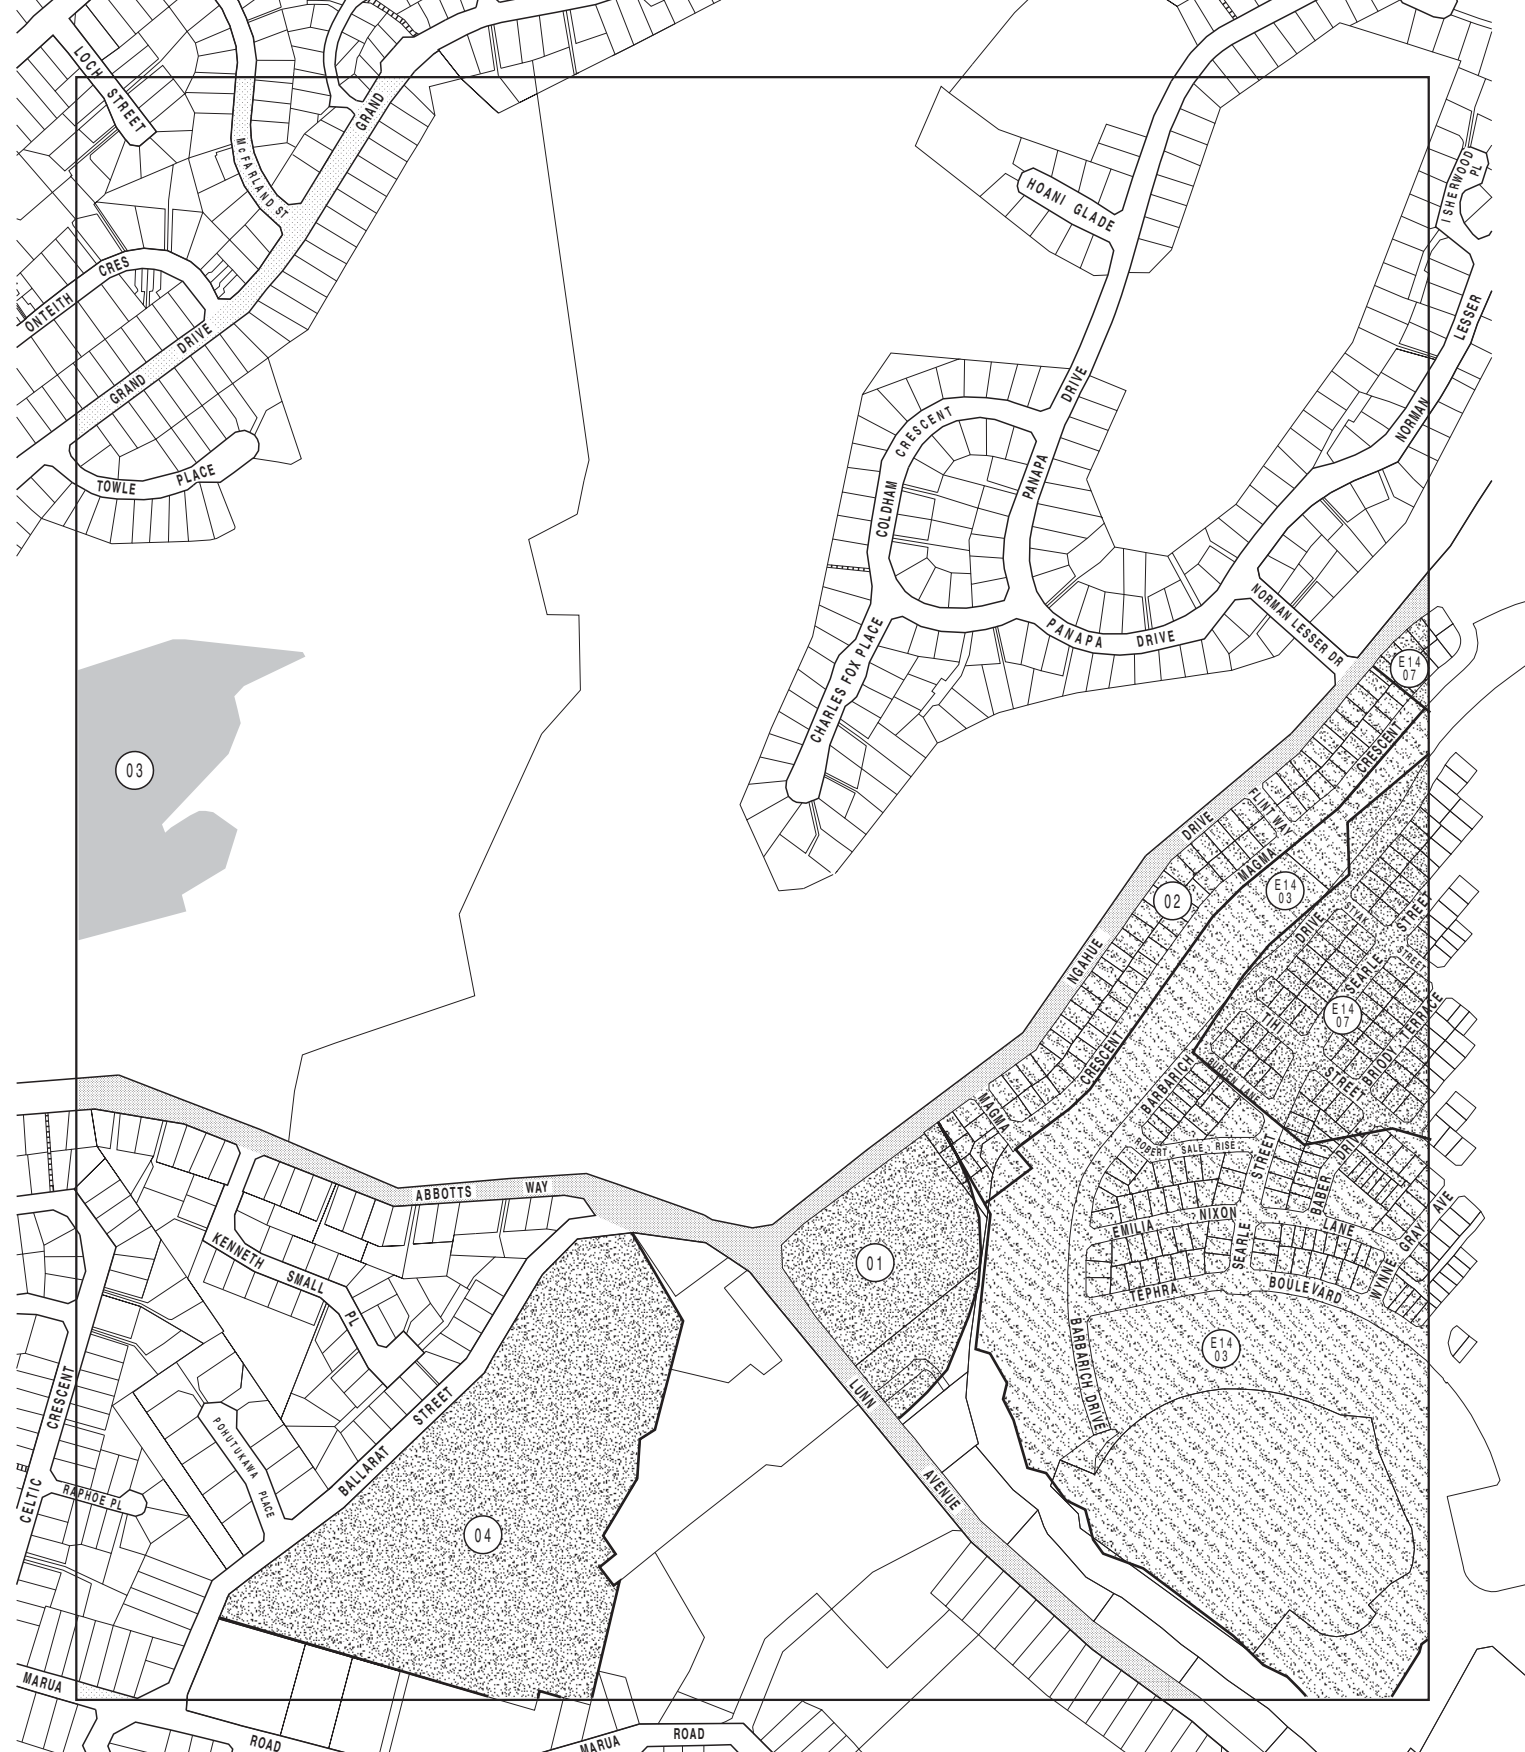 LOCH STREET
McFARLAND ST
GRAND
ONTEITH CRES
GRAND DRIVE
TOWLE PLACE
HOANI GLADE
ISHERWOOD PL
NORMAN LESSER
DRIVE
PANAPA
COLDHAM CRESCENT
CHARLES FOX PLACE
PANAPA DRIVE
NORMAN LESSER DR
E14
07
03
CRESCENT
FLINT WAY
MAGMA
NGAHUE DRIVE
02
E14
03
STYAK
STREET
DRIVE
SEARLE
STREET
E14
07
TIHI
TERRACE
BRIODY
STREET
CRESCENT
MAGMA
BARBARICH
LANE
ROBERT SALE RISE
STREET
BABER DR
EMILIA NIXON LANE
SEARLE
GRAY AVE
WYNNE
TEPHRA BOULEVARD
ABBOTTS WAY
01
E14
03
BARBARICH DRIVE
KENNETH SMALL PL
LUNN AVENUE
CELTIC CRESCENT
POHUTUKAWA PLACE
BALLARAT STREET
RAPHOE PL
04
MARUA ROAD
MARUA ROAD